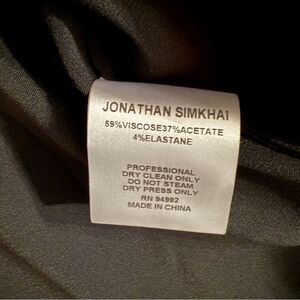 JONATHAN SIMKHAI
59%VISCOSE37%ACETATE
4%ELASTANE
PROFESSIONAL
DRY CLEAN ONLY
DO NOT STEAM
DRY PRESS ONLY
RN 94992
MADE IN CHINA